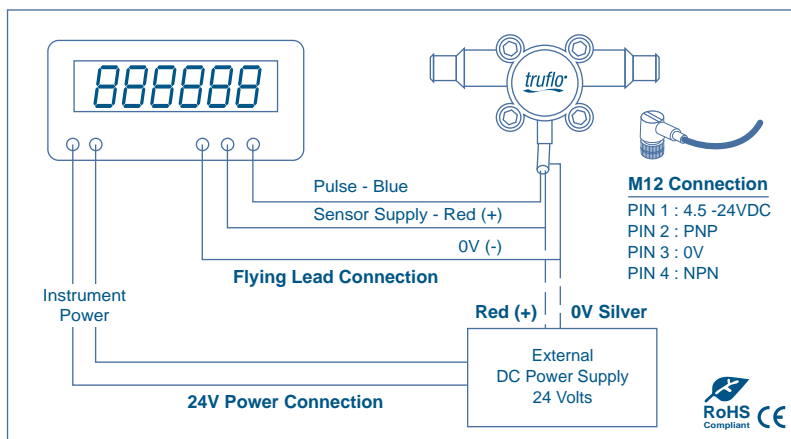 888888
truflo
Pulse - Blue
Sensor Supply - Red (+)
0V (-)
Flying Lead Connection
M12 Connection
PIN 1 : 4.5 -24VDC
PIN 2 : PNP
PIN 3 : 0V
PIN 4 : NPN
Instrument
Power
Red (+)
0V Silver
External
DC Power Supply
24 Volts
24V Power Connection
RoHS
Compliant
CE